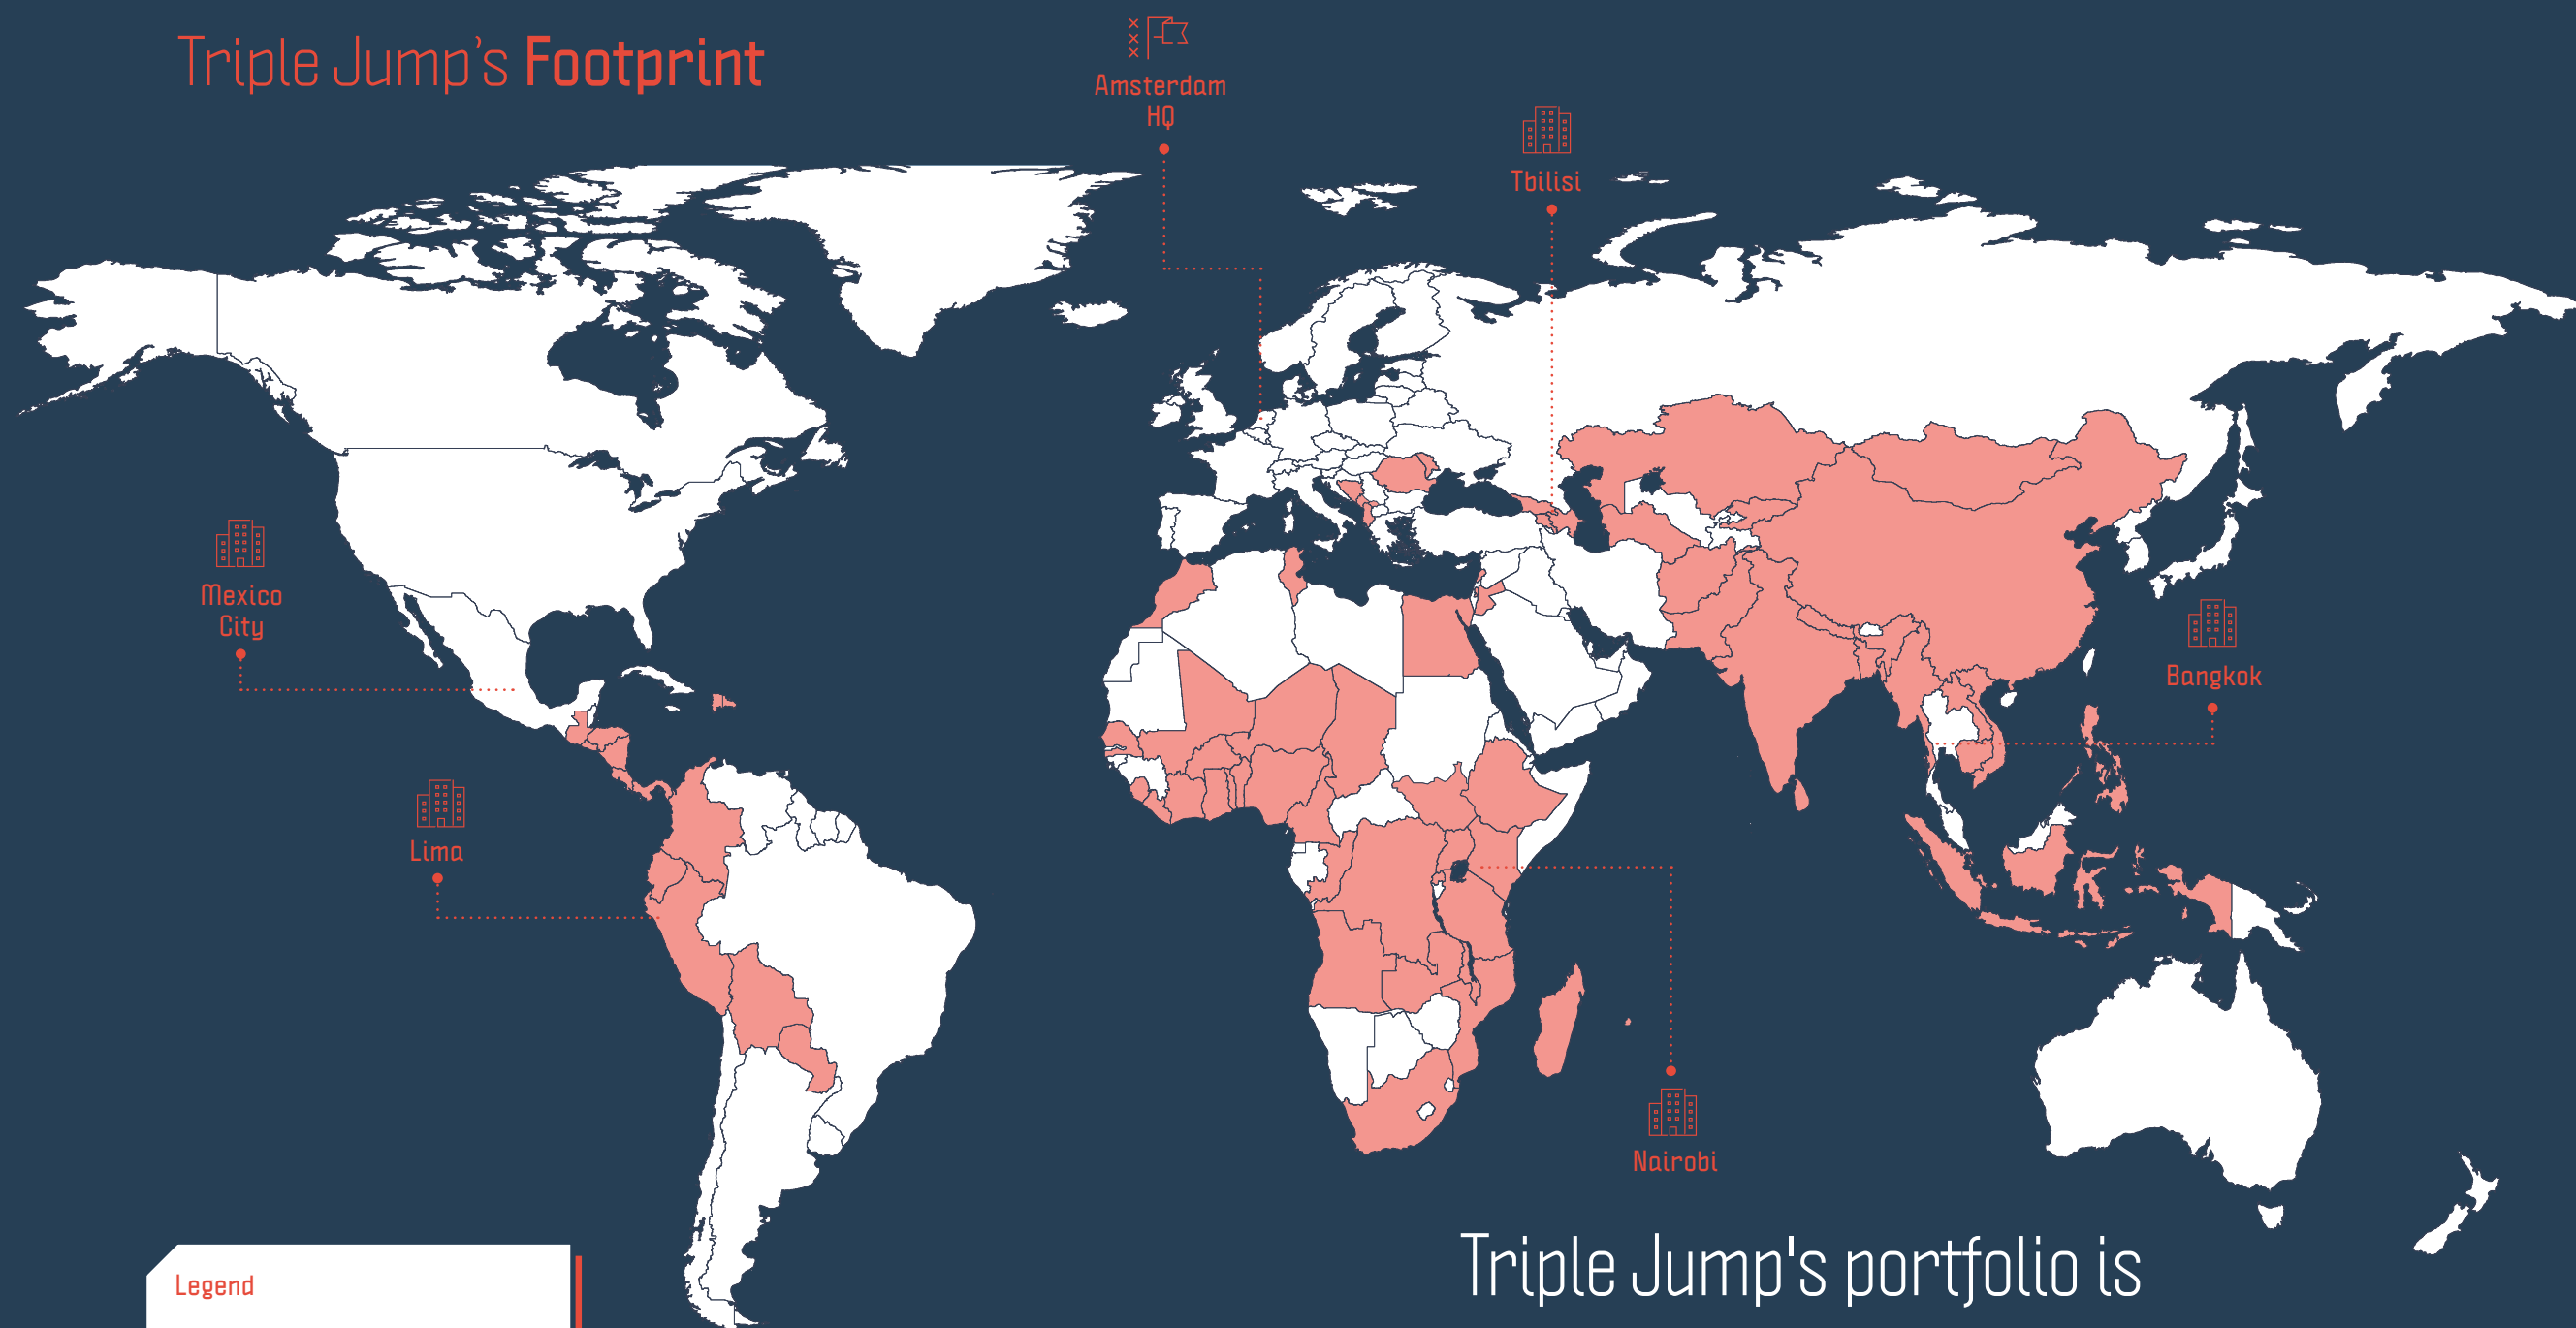 Triple Jump's Footprint
Amsterdam
HQ
Tbilisi
Mexico
City
Bangkok
Lima
Nairobi
Triple Jump's portfolio is
Legend